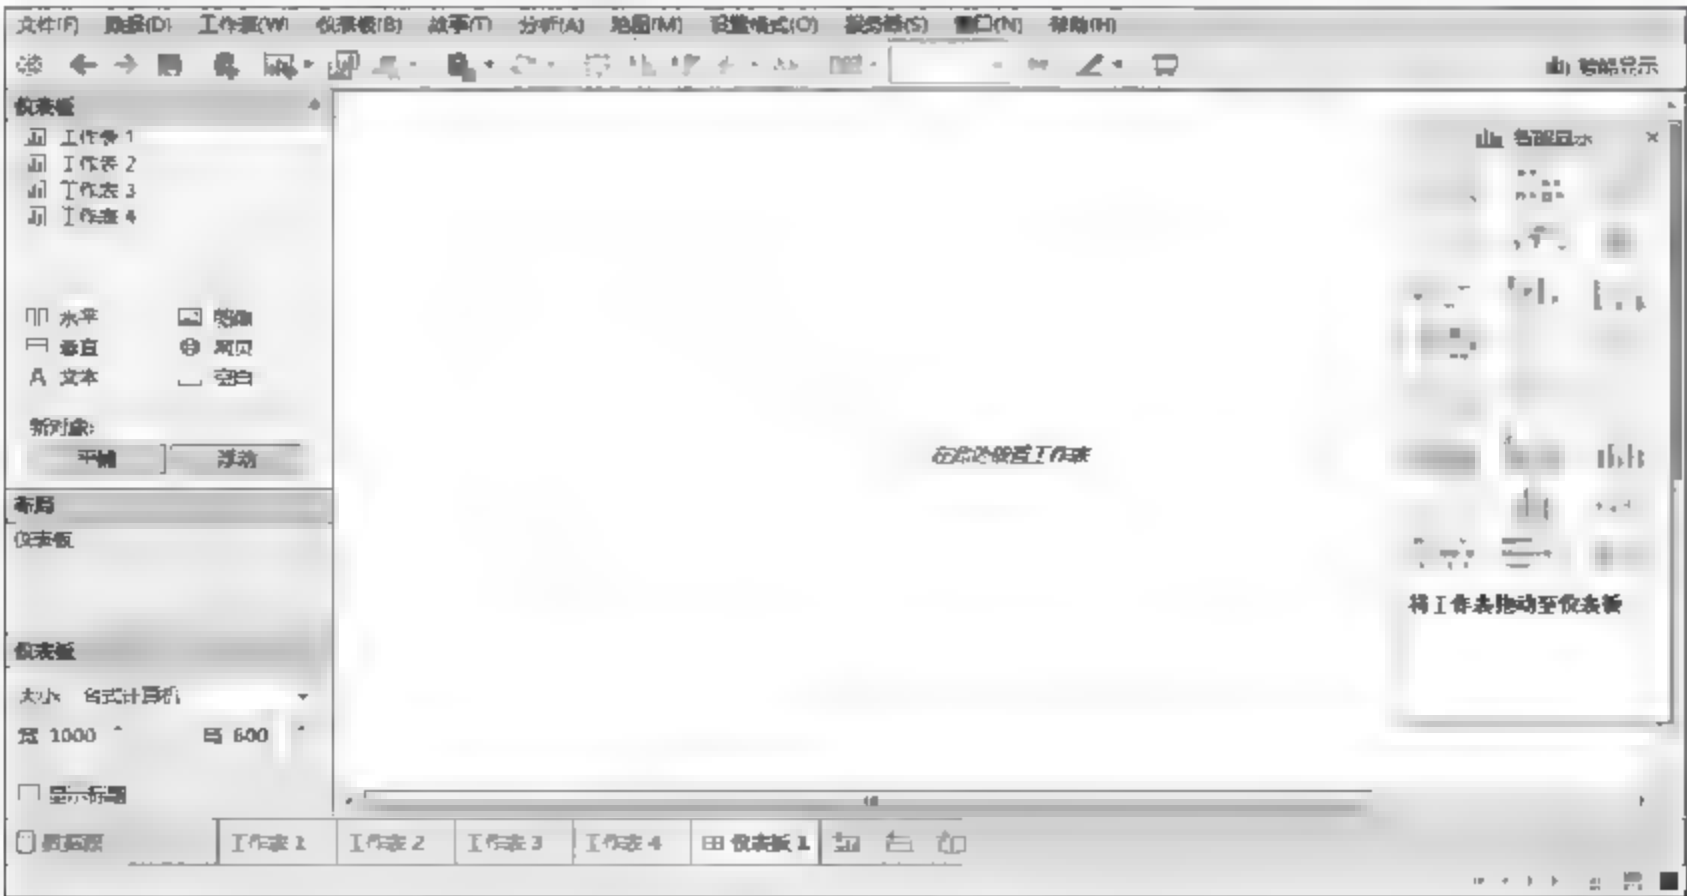 文件(F) 数据(D) 工作表(W) 仪表板(B) 故事(T) 分析(A) 地图(M) 设置格式(O) 服务器(S) 窗口(N) 帮助(H)
智能显示
仪表板
工作表 1
工作表 2
工作表 3
工作表 4
水平 图像
垂直 网页
文本 空白
新对象:
平铺 浮动
布局
仪表板
仪表板
大小: 台式计算机
宽 1000 高 600
显示标题
在此处放置工作表
智能显示 ×
将工作表拖动至仪表板
数据源 工作表 1 工作表 2 工作表 3 工作表 4 仪表板 1